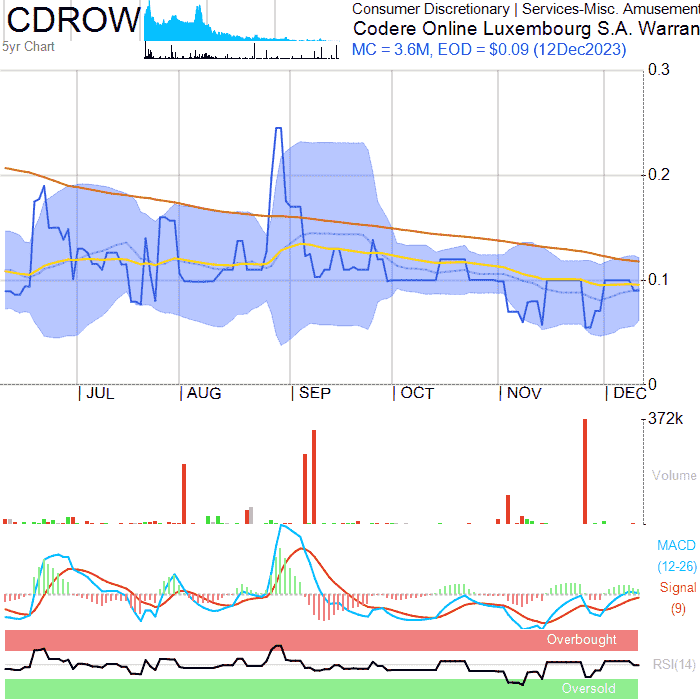 CDROW
5yr Chart
Consumer Discretionary | Services-Misc. Amusement
Codere Online Luxembourg S.A. Warran
MC = 3.6M, EOD = $0.09 (12Dec2023)
0.3
0.2
0.1
0
| JUL | AUG | SEP | OCT | NOV | DEC
372k
Volume
MACD
(12-26)
Signal
(9)
Overbought
RSI(14)
Oversold